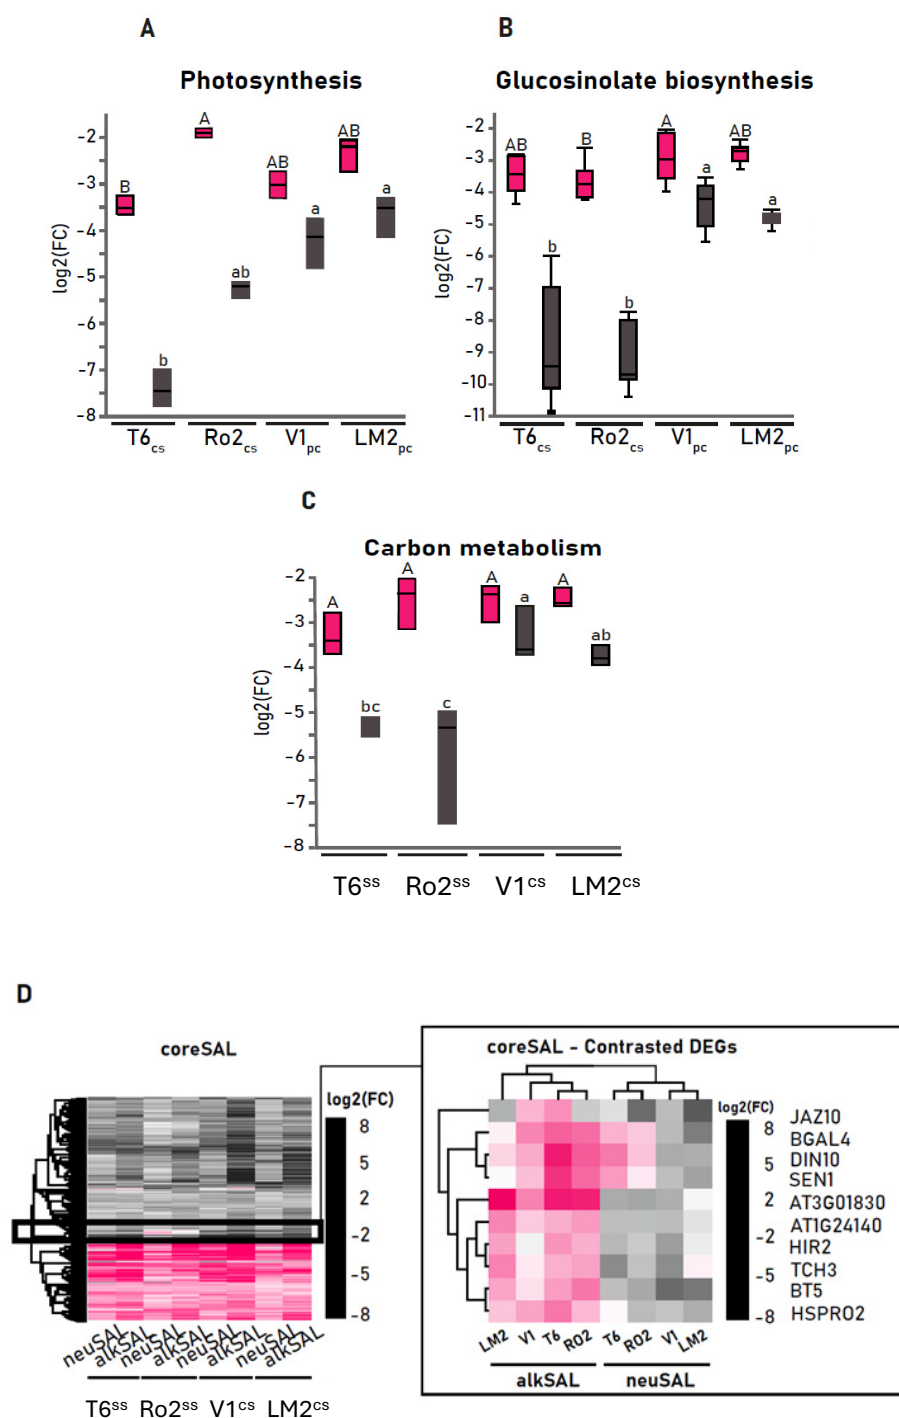 A
Photosynthesis
log2(FC)
-2
-3
-4
-5
-6
-7
-8
B
A
AB
AB
b
ab
a
a
T6cs
Ro2cs
V1pc
LM2pc
B
Glucosinolate biosynthesis
log2(FC)
-2
-3
-4
-5
-6
-7
-8
-9
-10
-11
AB
B
A
AB
b
b
a
a
T6cs
Ro2cs
V1pc
LM2pc
C
Carbon metabolism
log2(FC)
-2
-3
-4
-5
-6
-7
-8
A
A
A
A
bc
c
a
ab
T6ss
Ro2ss
V1cs
LM2cs
D
coreSAL
log2(FC)
8
5
2
-2
-5
-8
neuSAL
alkSAL
neuSAL
alkSAL
neuSAL
alkSAL
neuSAL
alkSAL
T6ss
Ro2ss
V1cs
LM2cs
coreSAL - Contrasted DEGs
log2(FC)
8
5
2
-2
-5
-8
JAZ10
BGAL4
DIN10
SEN1
AT3G01830
AT1G24140
HIR2
TCH3
BT5
HSPRO2
LM2
V1
T6
RO2
T6
RO2
V1
LM2
alkSAL
neuSAL